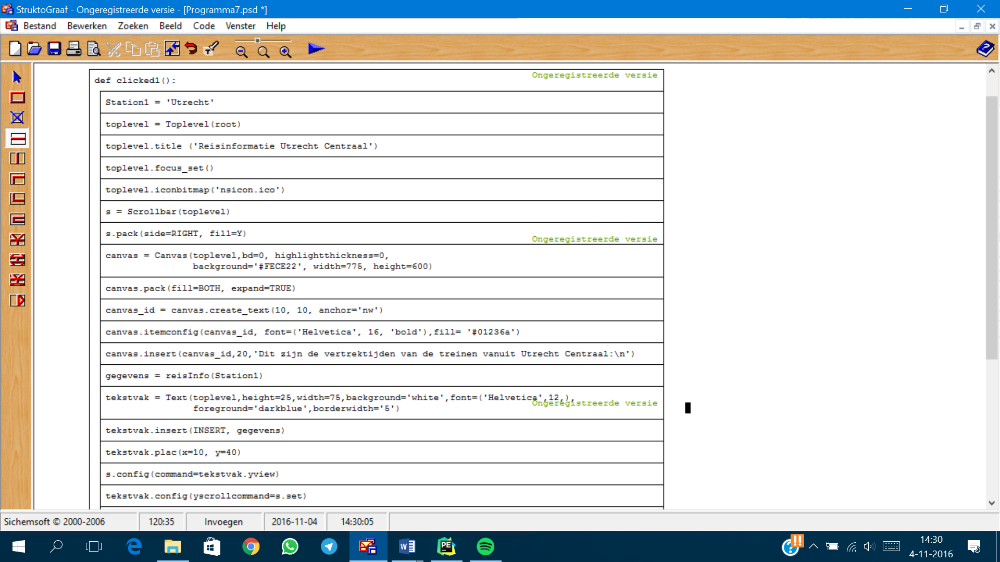 StruktoGraaf - Ongeregistreerde versie - [Programma7.psd *]
Bestand Bewerken Zoeken Beeld Code Venster Help
Ongeregistreerde versie
def clicked1():
Station1 = 'Utrecht'
toplevel = Toplevel(root)
toplevel.title ('Reisinformatie Utrecht Centraal')
toplevel.focus_set()
toplevel.iconbitmap('nsicon.ico')
s = Scrollbar(toplevel)
s.pack(side=RIGHT, fill=Y)
Ongeregistreerde versie
canvas = Canvas(toplevel,bd=0, highlightthickness=0,
background='#FECE22', width=775, height=600)
canvas.pack(fill=BOTH, expand=TRUE)
canvas_id = canvas.create_text(10, 10, anchor='nw')
canvas.itemconfig(canvas_id, font=('Helvetica', 16, 'bold'),fill= '#01236a')
canvas.insert(canvas_id,20,'Dit zijn de vertrektijden van de treinen vanuit Utrecht Centraal:\n')
gegevens = reisInfo(Station1)
tekstvak = Text(toplevel,height=25,width=75,background='white',font=('Helvetica',12,),
Ongeregistreerde versie
foreground='darkblue',borderwidth='5')
tekstvak.insert(INSERT, gegevens)
tekstvak.plac(x=10, y=40)
s.config(command=tekstvak.yview)
tekstvak.config(yscrollcommand=s.set)
Sichemsoft © 2000-2006 120:35 Invoegen 2016-11-04 14:30:05
14:30
4-11-2016